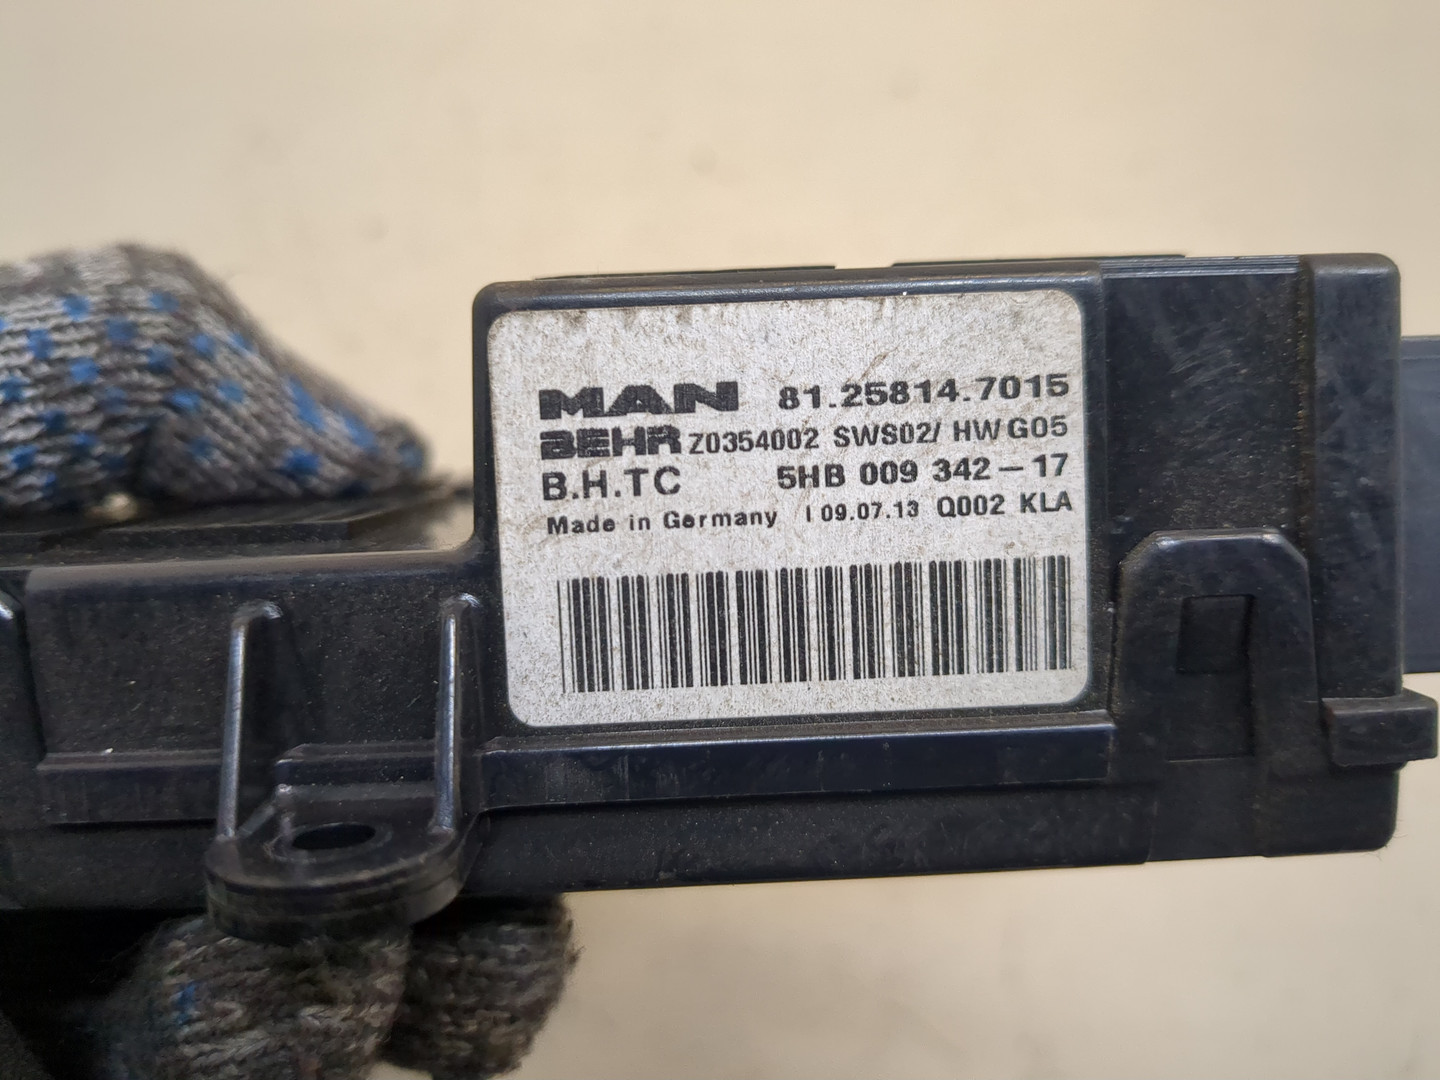 MAN 81.25814.7015
BEHR Z0354002 SWS02/ HW G05
B.H.TC 5HB 009 342-17
Made in Germany I 09.07.13 Q002 KLA